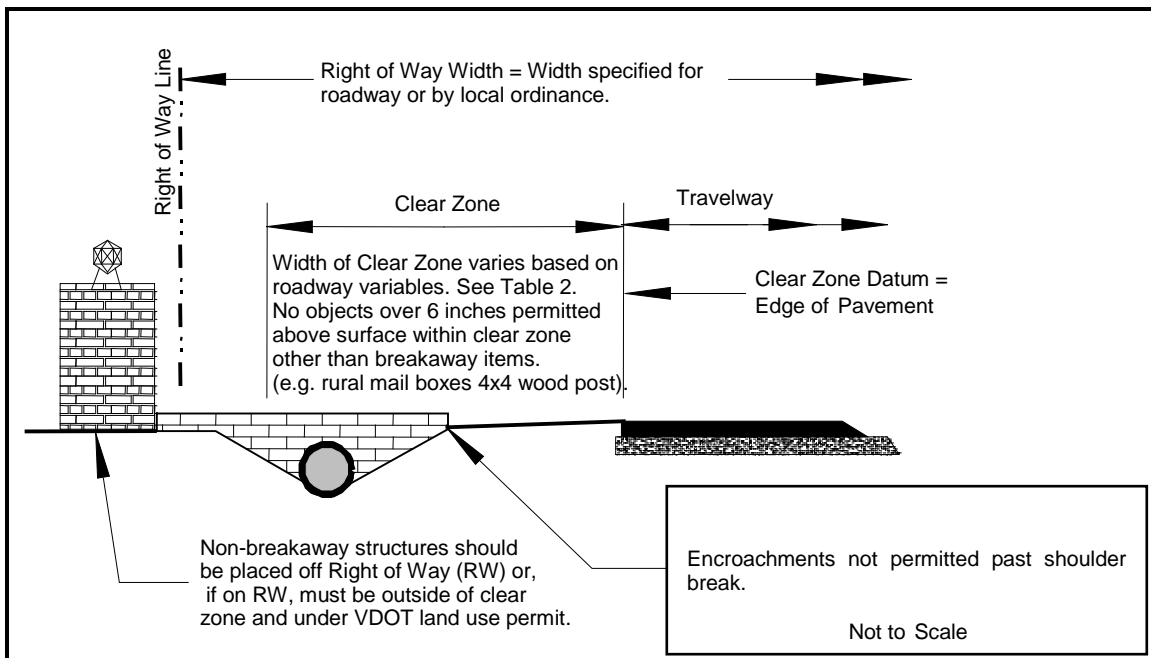 Right of Way Line
Right of Way Width = Width specified for
roadway or by local ordinance.
Clear Zone
Travelway
Width of Clear Zone varies based on
roadway variables. See Table 2.
No objects over 6 inches permitted
above surface within clear zone
other than breakaway items.
(e.g. rural mail boxes 4x4 wood post).
Clear Zone Datum =
Edge of Pavement
Non-breakaway structures should
be placed off Right of Way (RW) or,
if on RW, must be outside of clear
zone and under VDOT land use permit.
Encroachments not permitted past shoulder
break.
Not to Scale